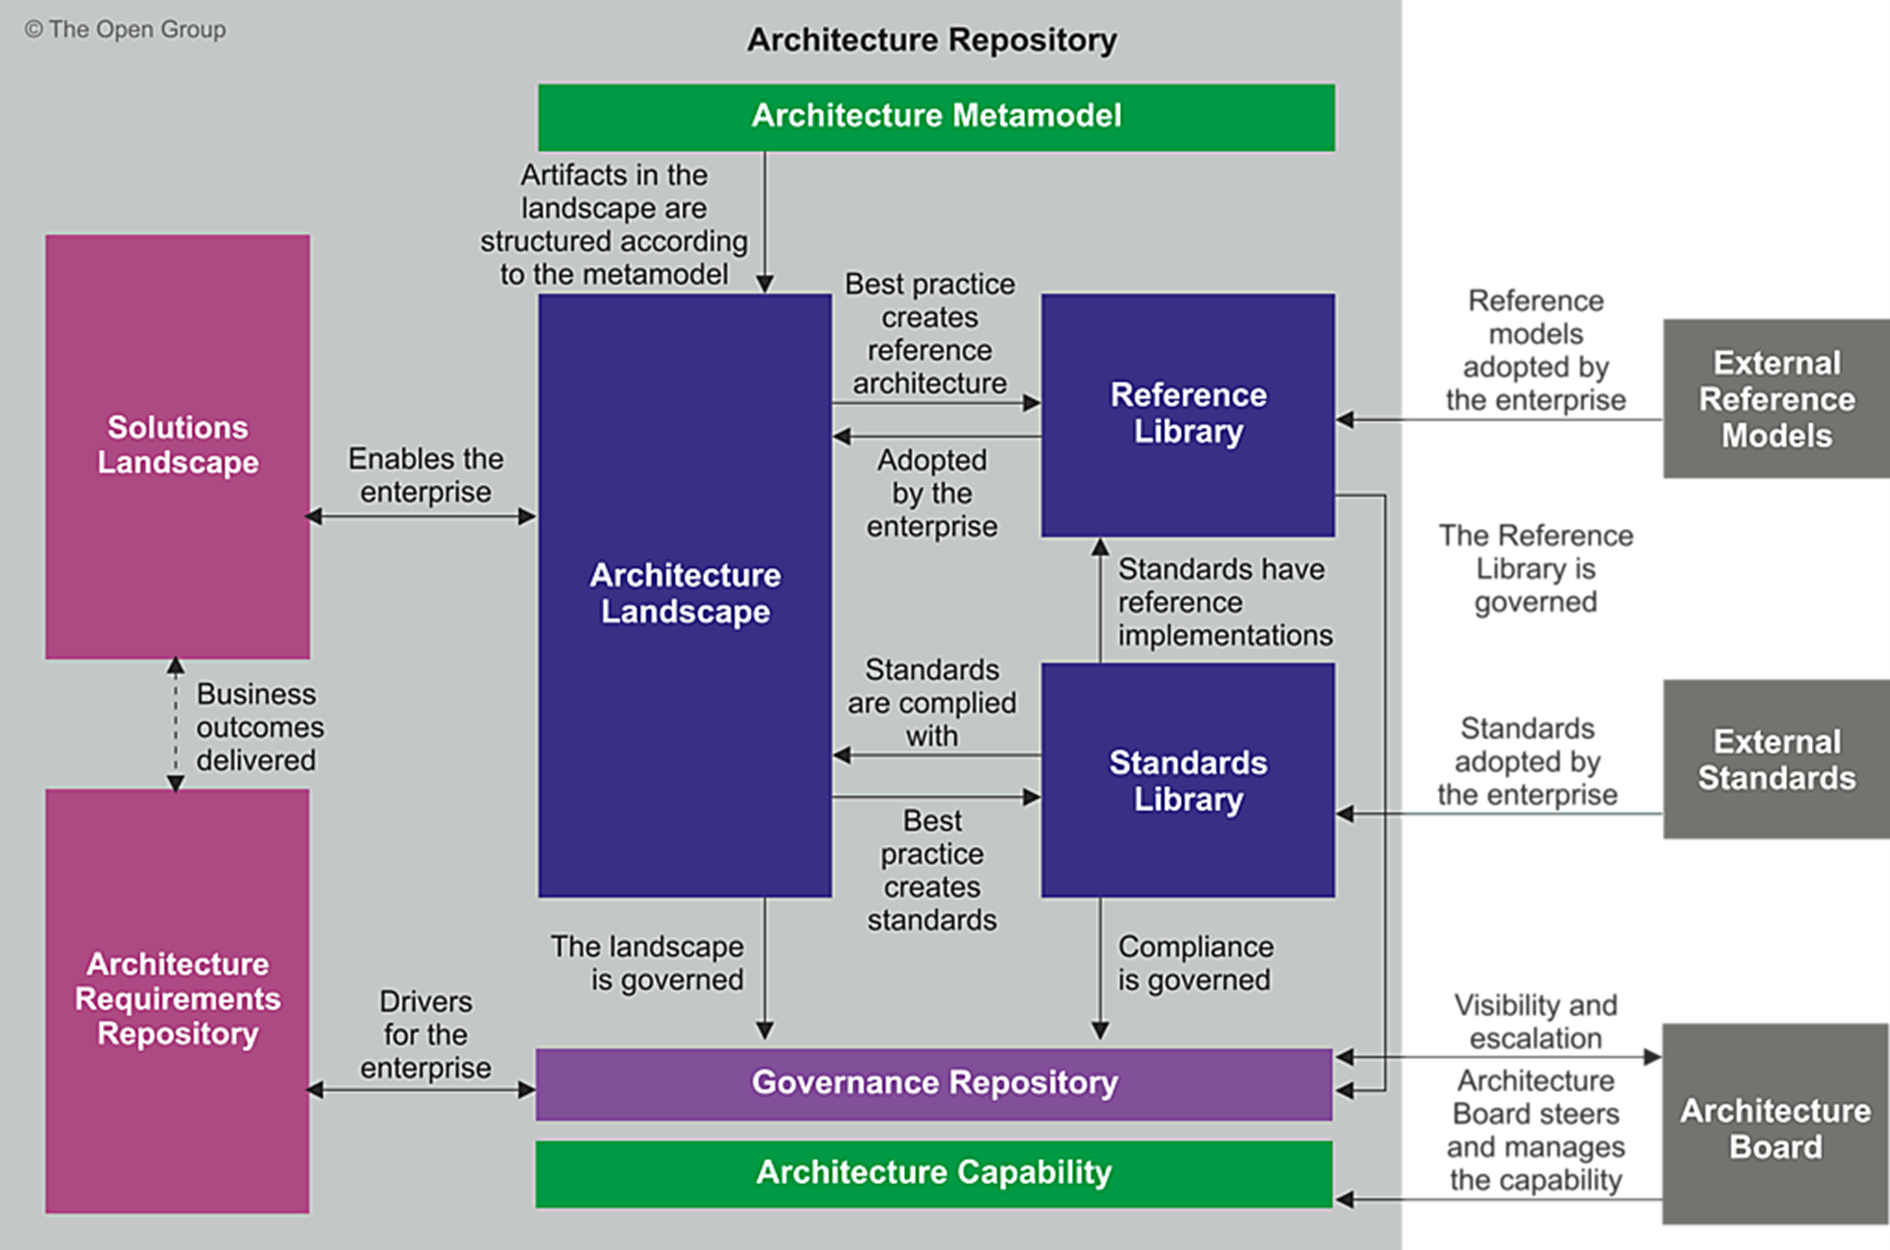 © The Open Group
Architecture Repository
Architecture Metamodel
Artifacts in the
landscape are
structured according
to the metamodel
Solutions
Landscape
Enables the
enterprise
Business
outcomes
delivered
Architecture
Requirements
Repository
Drivers
for the
enterprise
Architecture
Landscape
Best practice
creates
reference
architecture
Adopted
by the
enterprise
Reference
Library
Standards have
reference
implementations
Standards
are complied
with
Best
practice
creates
standards
Standards
Library
The landscape
is governed
Compliance
is governed
Governance Repository
Architecture Capability
Reference
models
adopted by
the enterprise
External
Reference
Models
The Reference
Library is
governed
Standards
adopted by
the enterprise
External
Standards
Visibility and
escalation
Architecture
Board steers
and manages
the capability
Architecture
Board